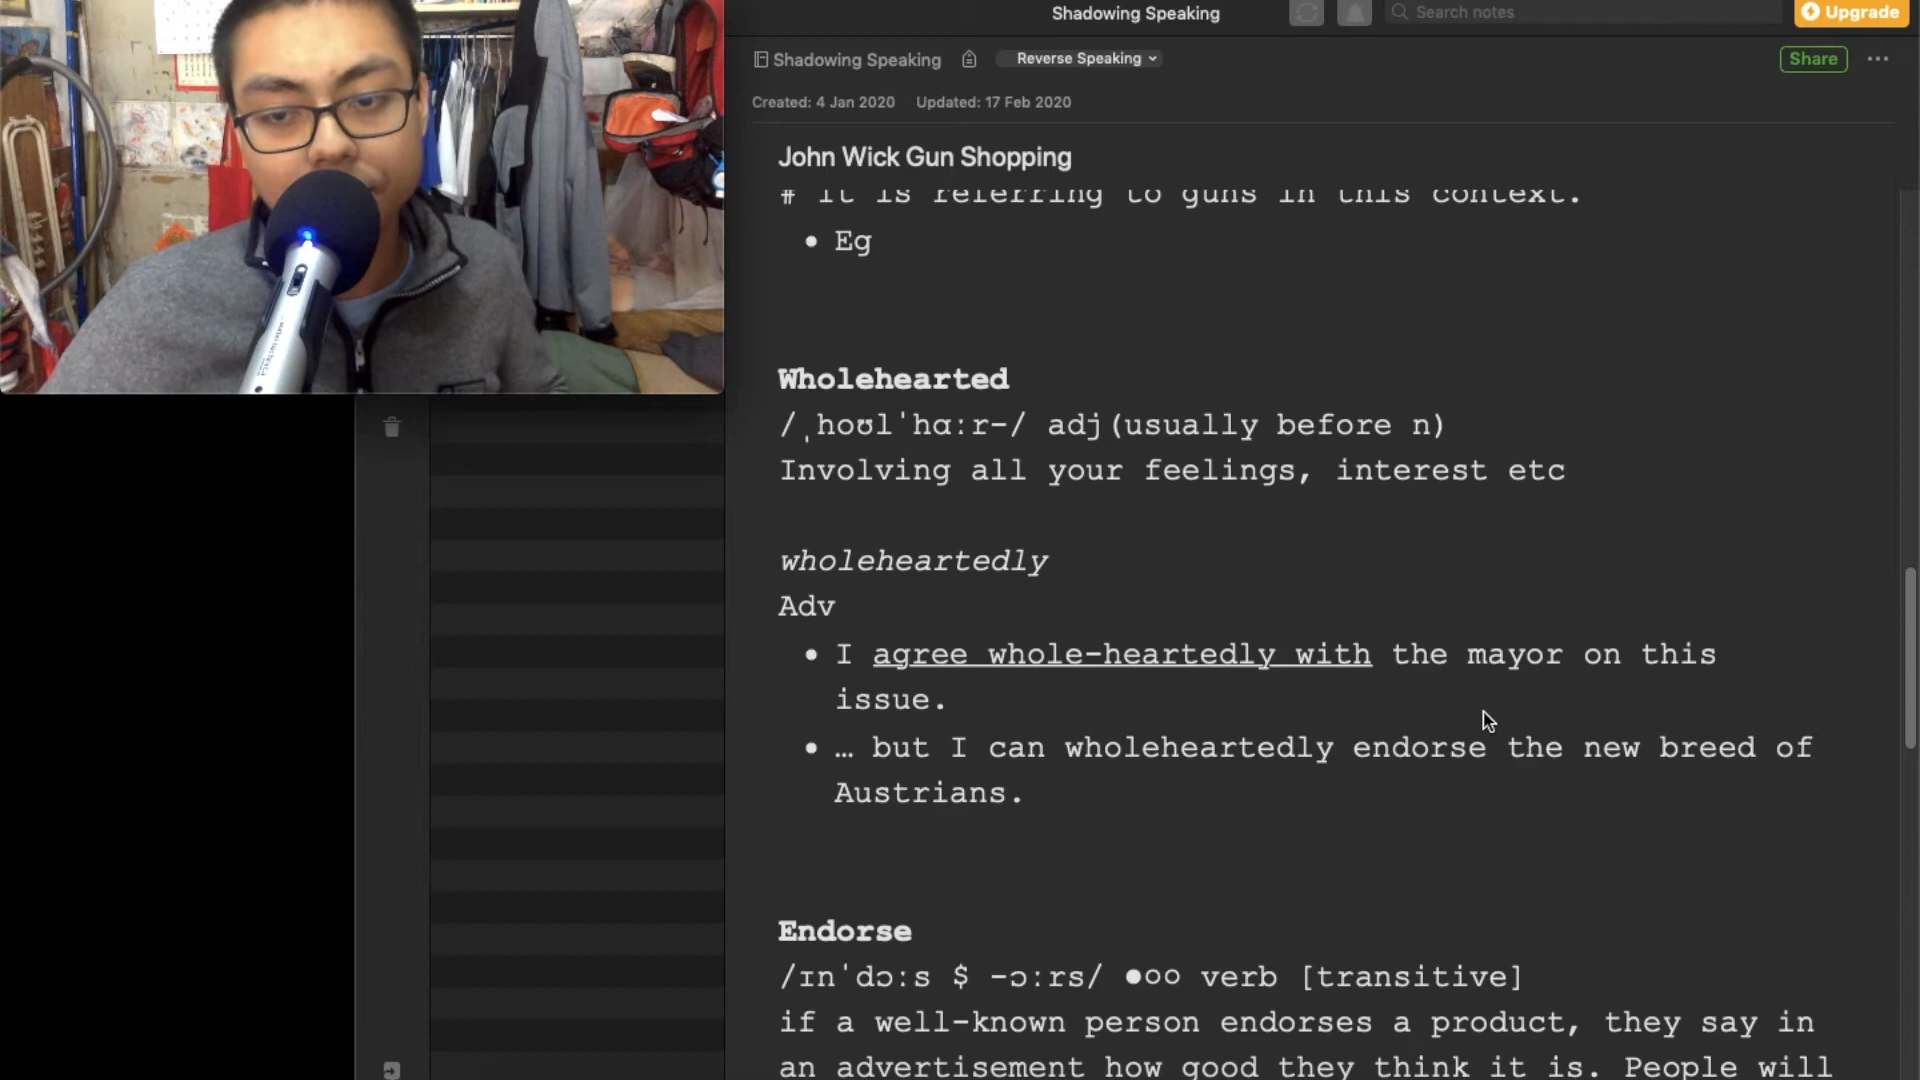 Shadowing Speaking
Search notes
Upgrade
Shadowing Speaking
Reverse Speaking
Share
Created: 4 Jan 2020 Updated: 17 Feb 2020
John Wick Gun Shopping
# it is referring to guns in this context.
• Eg
Wholehearted
/ˌhoʊlˈhɑːr-/ adj(usually before n)
Involving all your feelings, interest etc
wholeheartedly
Adv
• I agree whole-heartedly with the mayor on this
issue.
• … but I can wholeheartedly endorse the new breed of
Austrians.
Endorse
/ɪnˈdɔːs $ -ɔːrs/ ●○○ verb [transitive]
if a well-known person endorses a product, they say in
an advertisement how good they think it is. People will